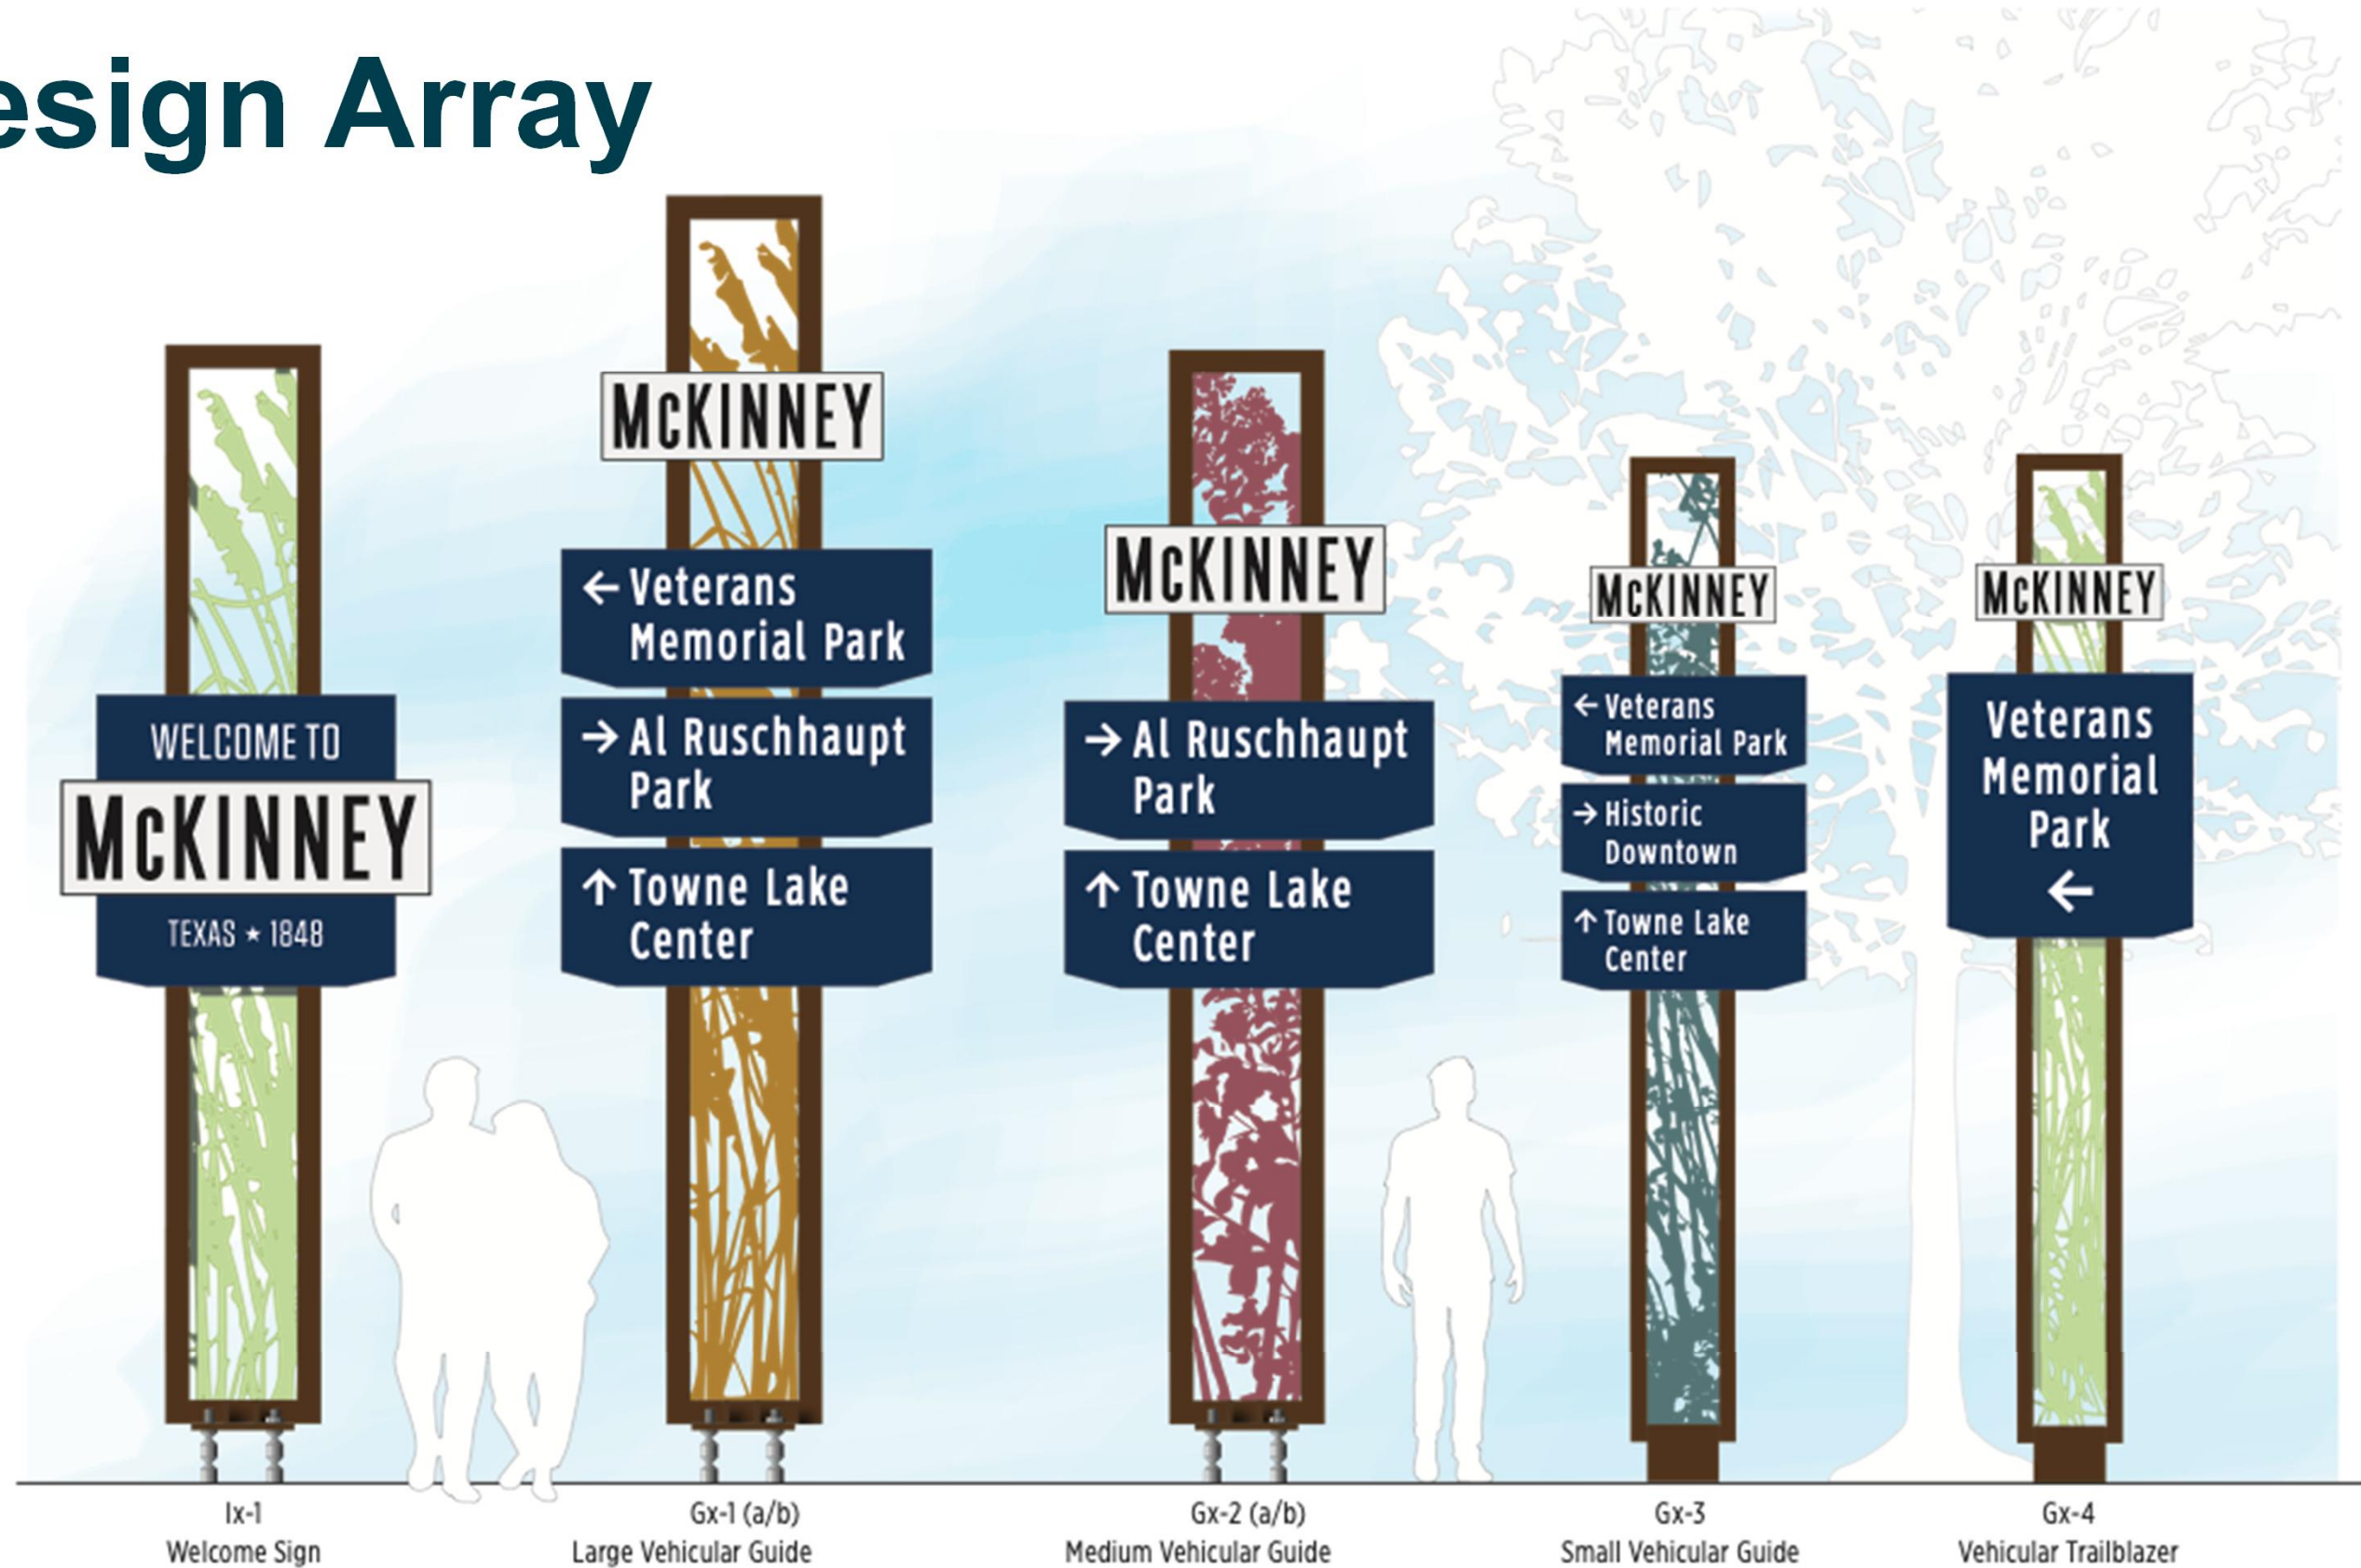 esign Array
WELCOME TO
McKINNEY
TEXAS ★ 1848
McKINNEY
← Veterans
Memorial Park
→ Al Ruschhaupt
Park
↑ Towne Lake
Center
McKINNEY
→ Al Ruschhaupt
Park
↑ Towne Lake
Center
McKINNEY
← Veterans
Memorial Park
→ Historic
Downtown
↑ Towne Lake
Center
McKINNEY
Veterans
Memorial
Park
←
Ix-1
Welcome Sign
Gx-1 (a/b)
Large Vehicular Guide
Gx-2 (a/b)
Medium Vehicular Guide
Gx-3
Small Vehicular Guide
Gx-4
Vehicular Trailblazer